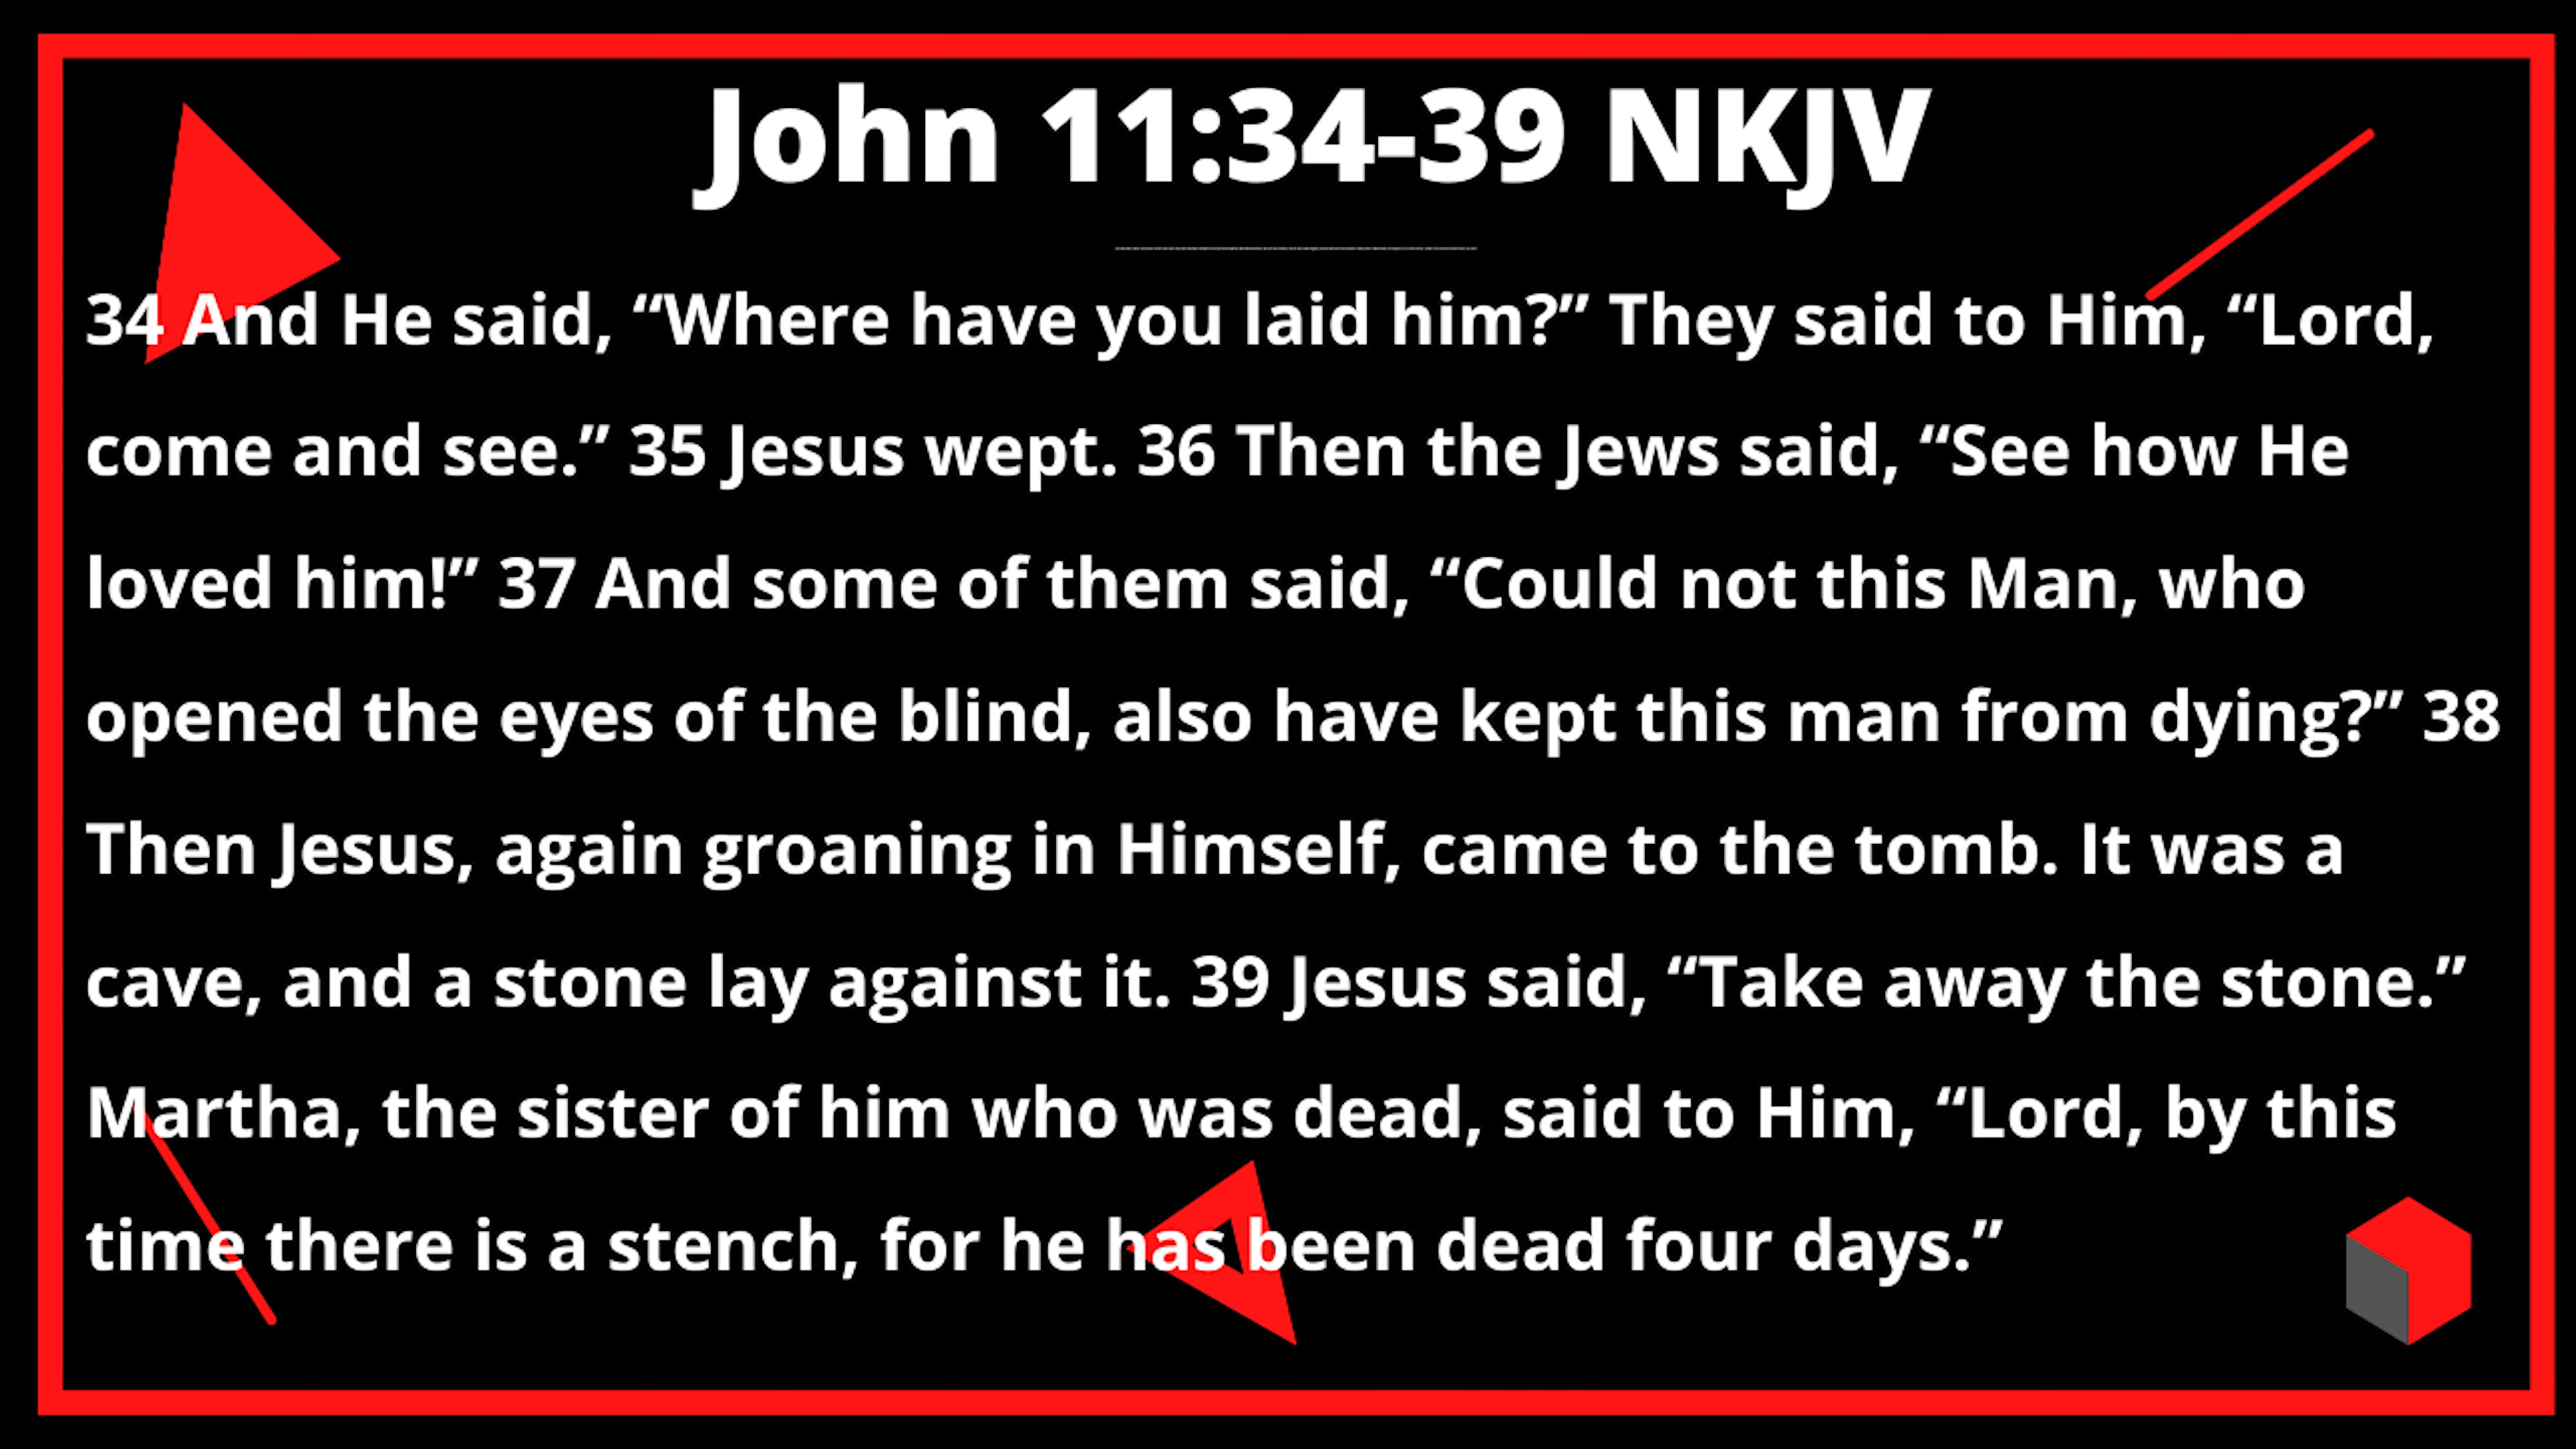 John 11:34-39 NKJV
34 And He said, “Where have you laid him?” They said to Him, “Lord,
come and see.” 35 Jesus wept. 36 Then the Jews said, “See how He
loved him!” 37 And some of them said, “Could not this Man, who
opened the eyes of the blind, also have kept this man from dying?” 38
Then Jesus, again groaning in Himself, came to the tomb. It was a
cave, and a stone lay against it. 39 Jesus said, “Take away the stone.”
Martha, the sister of him who was dead, said to Him, “Lord, by this
time there is a stench, for he has been dead four days.”